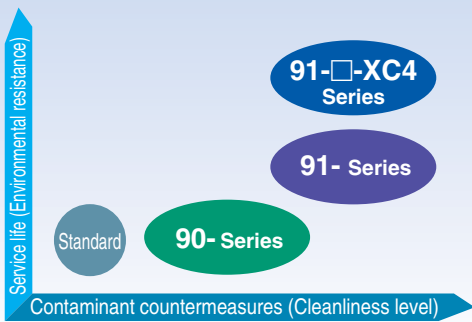 Service life (Environmental resistance)
91-□-XC4
Series
91- Series
Standard
90- Series
Contaminant countermeasures (Cleanliness level)